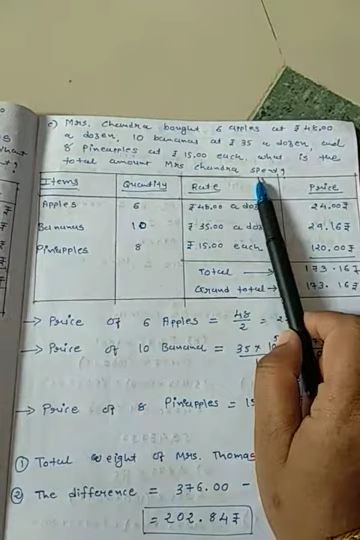 c) Mrs. Chandra bought 6 apples at ₹48.00
a dozen, 10 bananas at ₹35 a dozen, and
8 Pineapples at ₹15.00 each. what is the
total amount Mrs chandra spent?
Items Quantity Rate Price
Apples 6 ₹48.00 a 24.00₹
Bananas 10 ₹35.00 a 29.16₹
Pineapples 8 ₹15.00 each 120.00₹
Total → 173.16₹
Grand total → 173.16₹
→ Price of 6 Apples = 48/2 =
→ Price of 10 Banana = 35 ×
→ Price of 8 Pineapples =
① Total weight of Mrs. Thomas
② The difference = 376.00 -
= 202.84₹